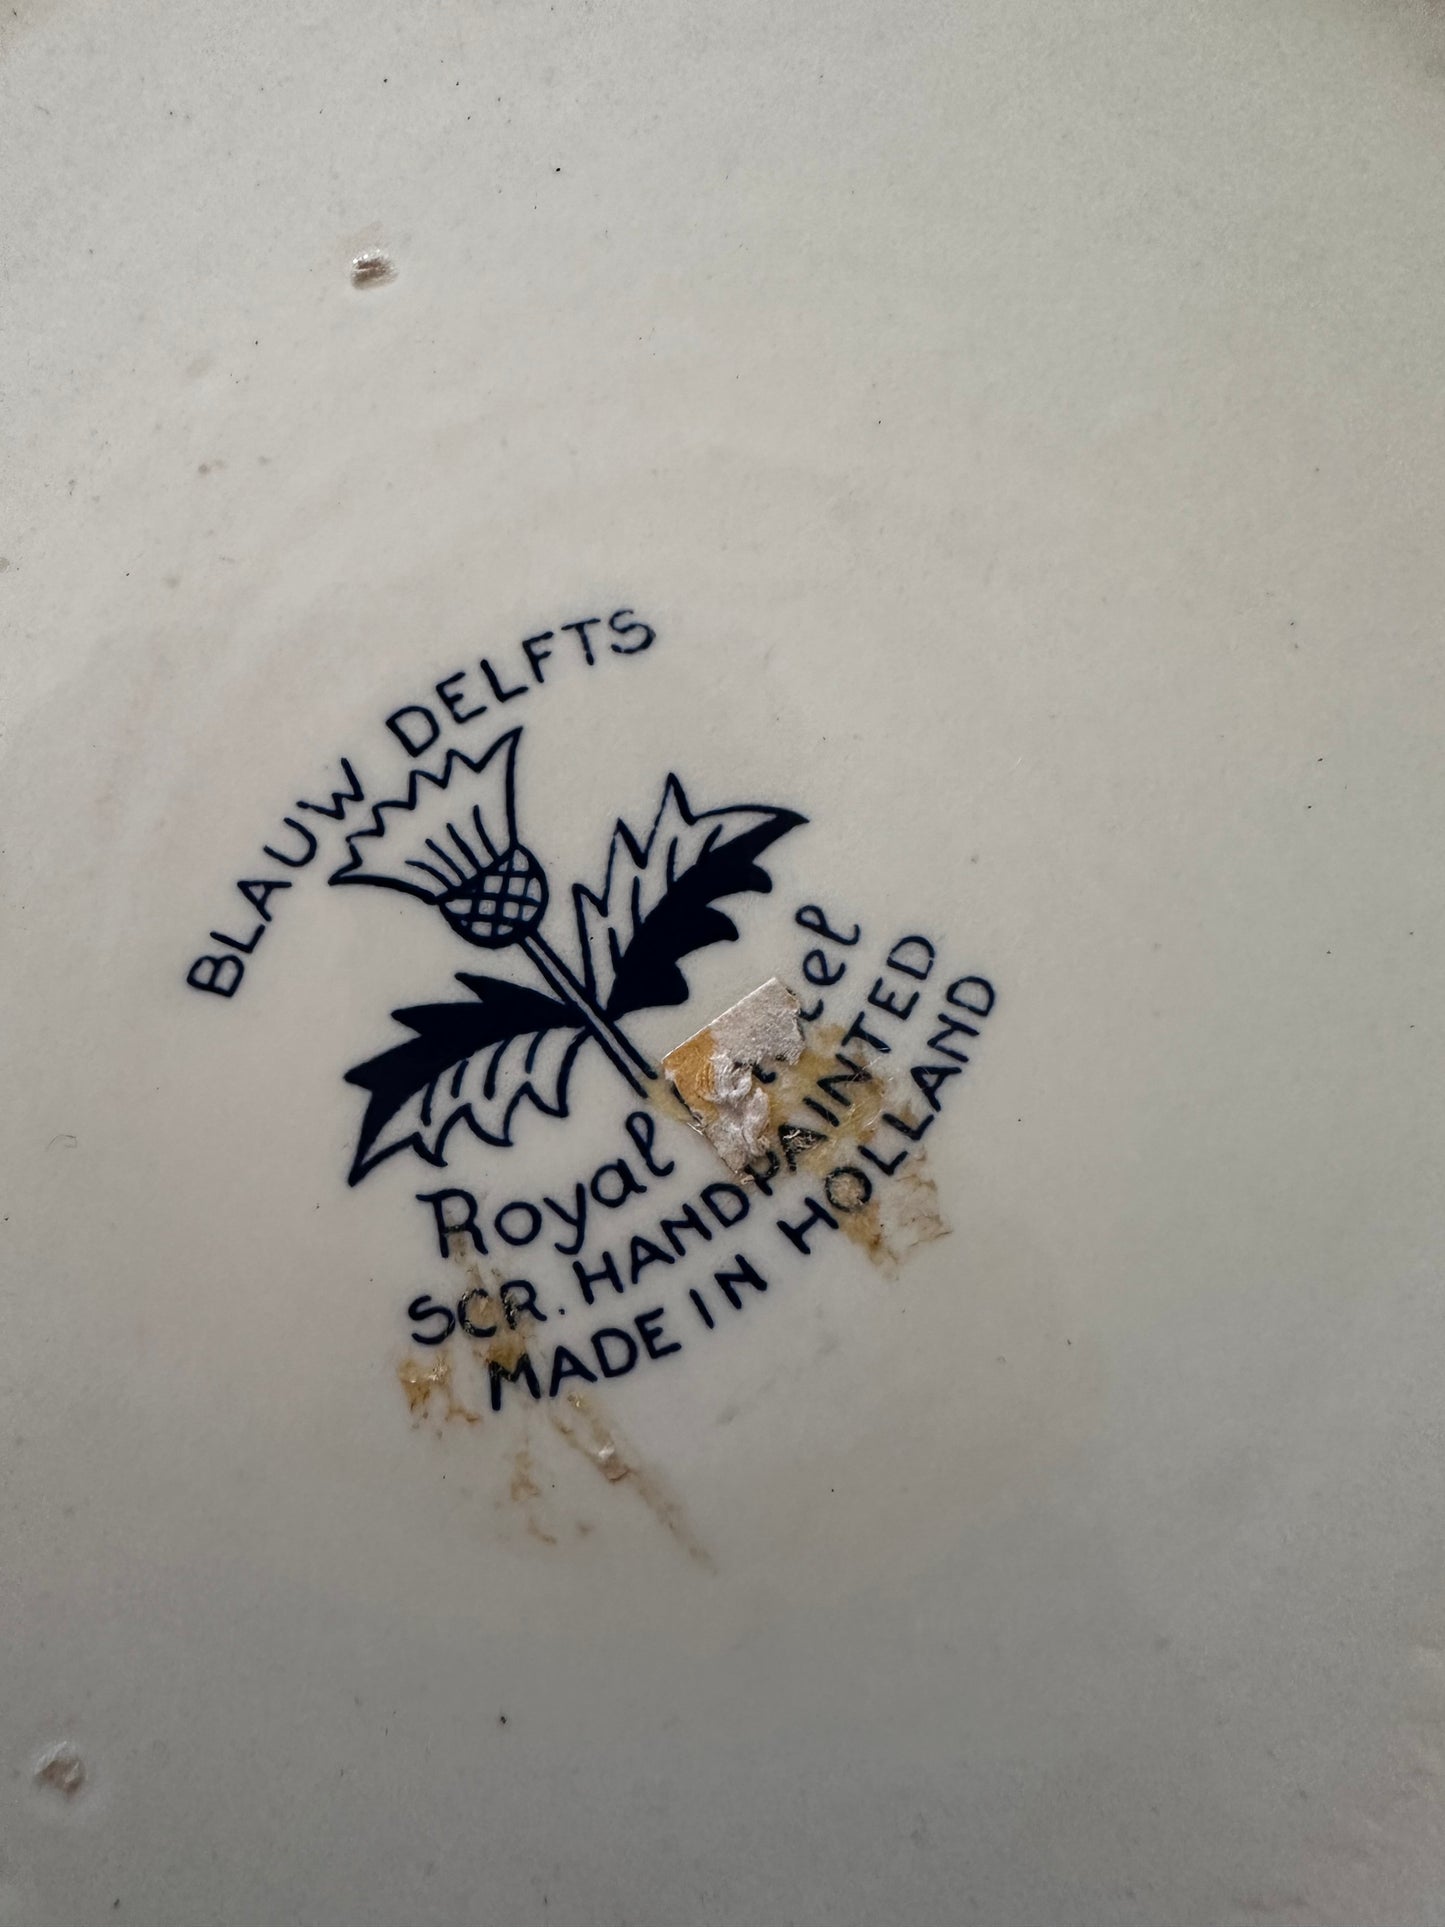 BLAUW DELFTS
Royal
SCR. HANDPAINTED
MADE IN HOLLAND